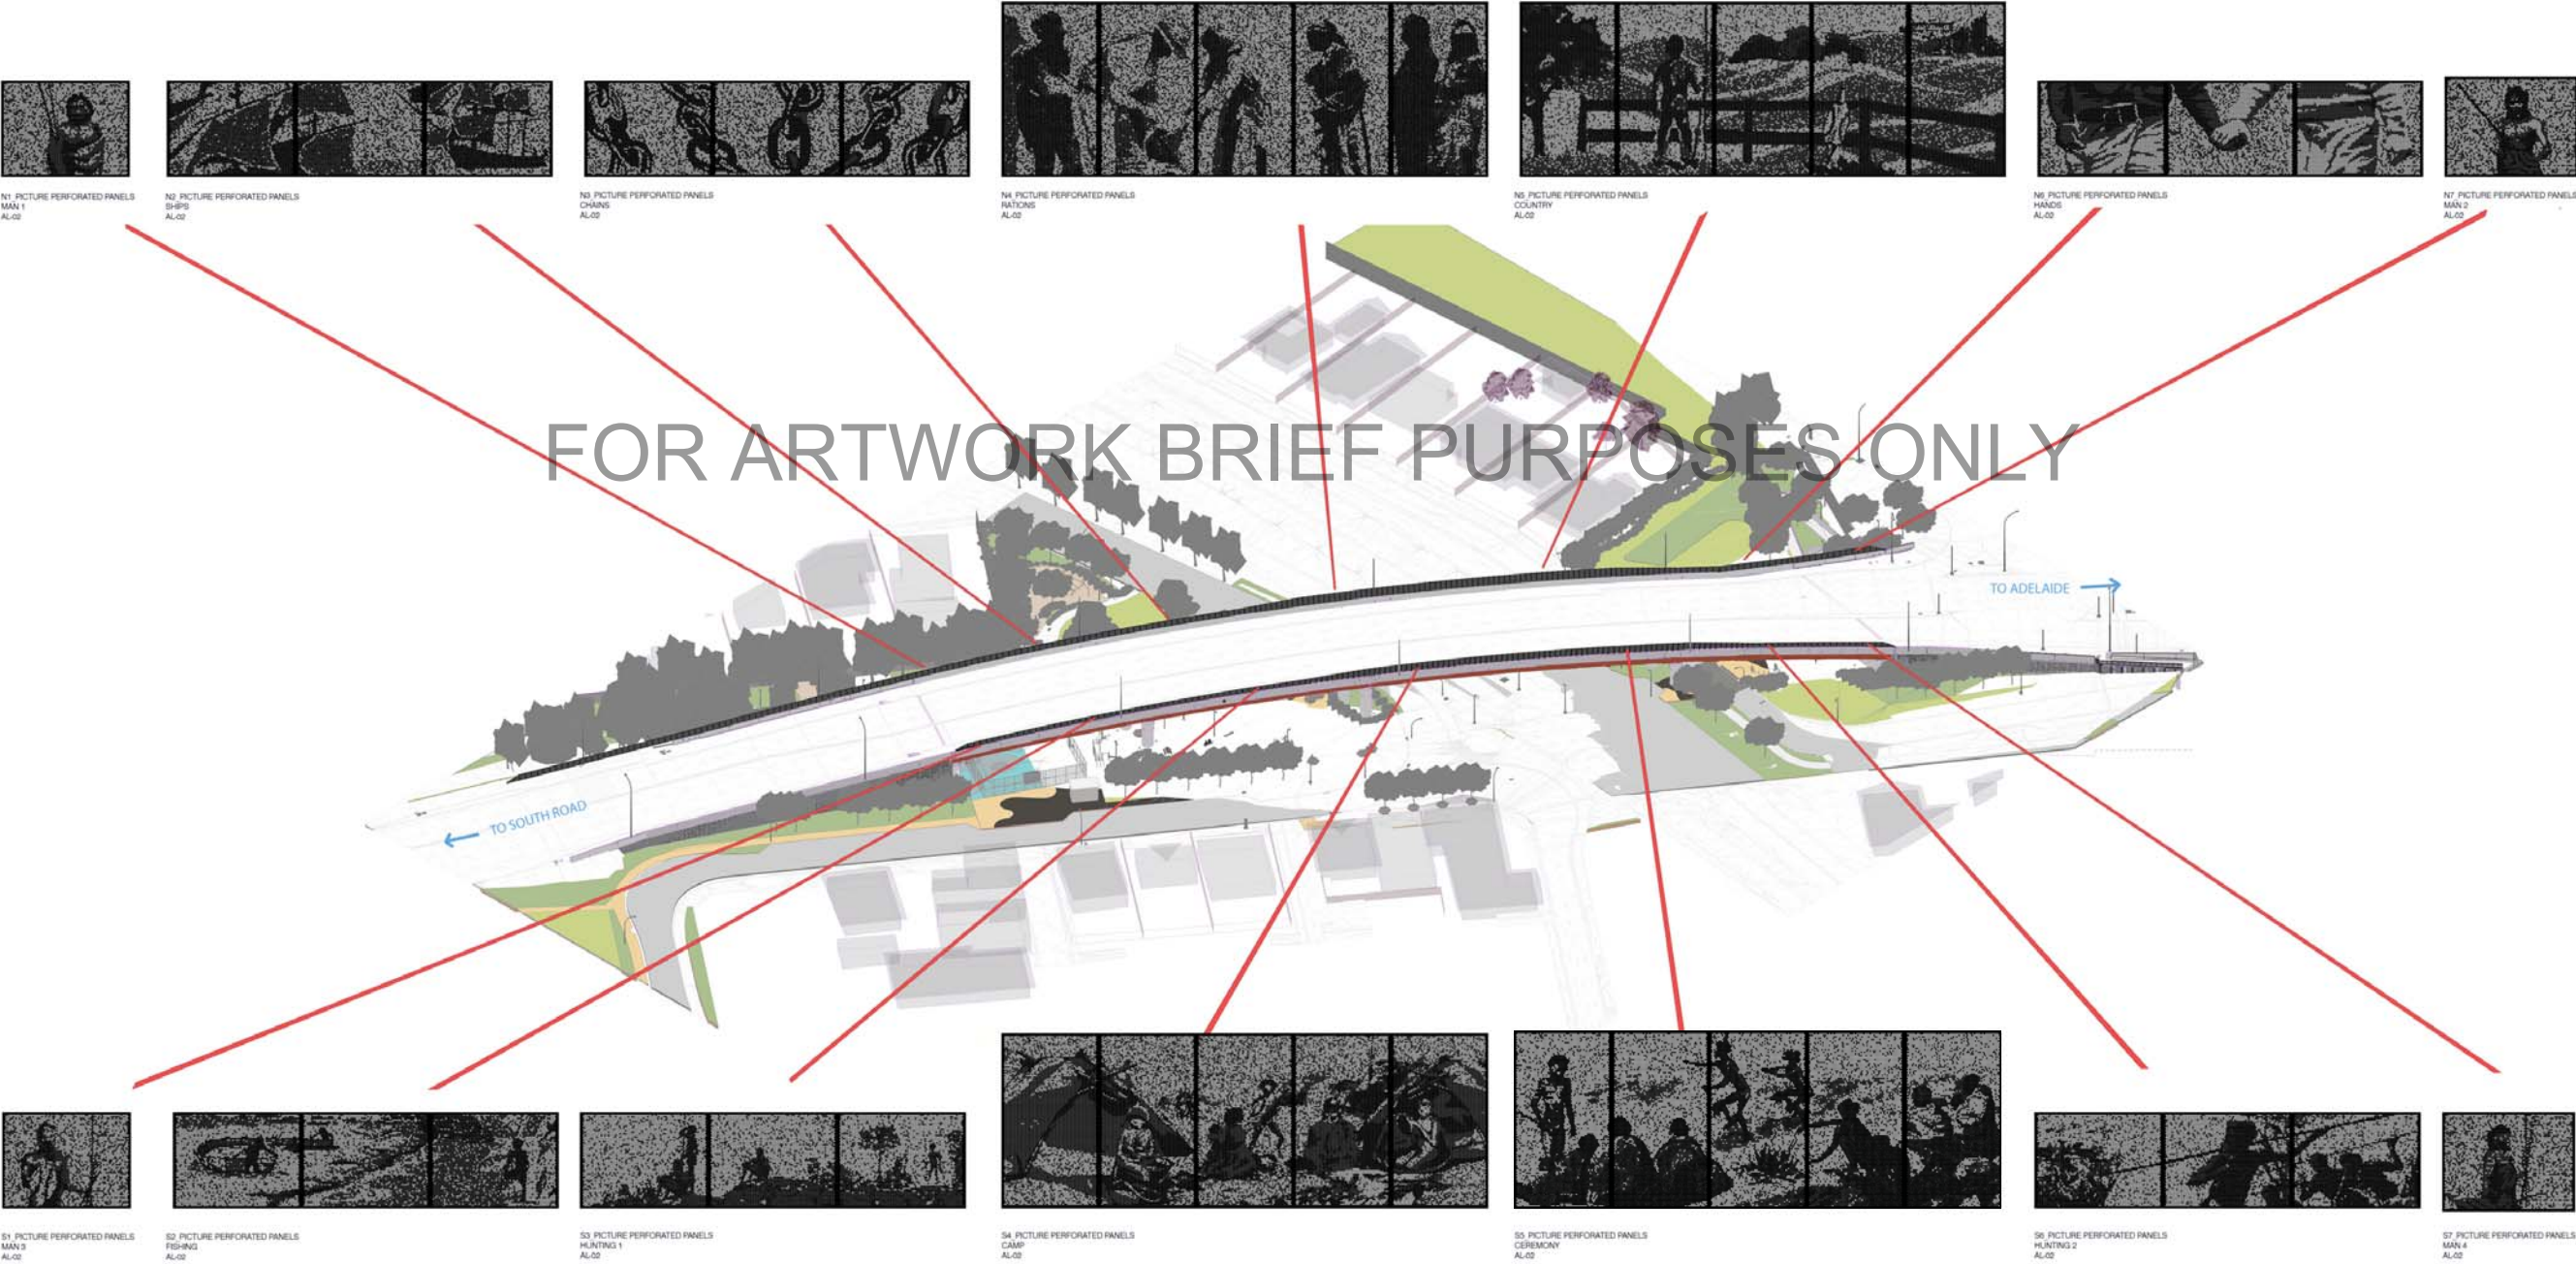 N1_PICTURE PERFORATED PANELS
MAN 1
AL-02
N2_PICTURE PERFORATED PANELS
SHIPS
AL-02
N3_PICTURE PERFORATED PANELS
CHAINS
AL-02
N4_PICTURE PERFORATED PANELS
RATIONS
AL-02
N5_PICTURE PERFORATED PANELS
COUNTRY
AL-02
N6_PICTURE PERFORATED PANELS
HANDS
AL-02
N7_PICTURE PERFORATED PANELS
MAN 2
AL-02
FOR ARTWORK BRIEF PURPOSES ONLY
TO ADELAIDE
TO SOUTH ROAD
S1_PICTURE PERFORATED PANELS
MAN 3
AL-02
S2_PICTURE PERFORATED PANELS
FISHING
AL-02
S3_PICTURE PERFORATED PANELS
HUNTING 1
AL-02
S4_PICTURE PERFORATED PANELS
CAMP
AL-02
S5_PICTURE PERFORATED PANELS
CEREMONY
AL-02
S6_PICTURE PERFORATED PANELS
HUNTING 2
AL-02
S7_PICTURE PERFORATED PANELS
MAN 4
AL-02